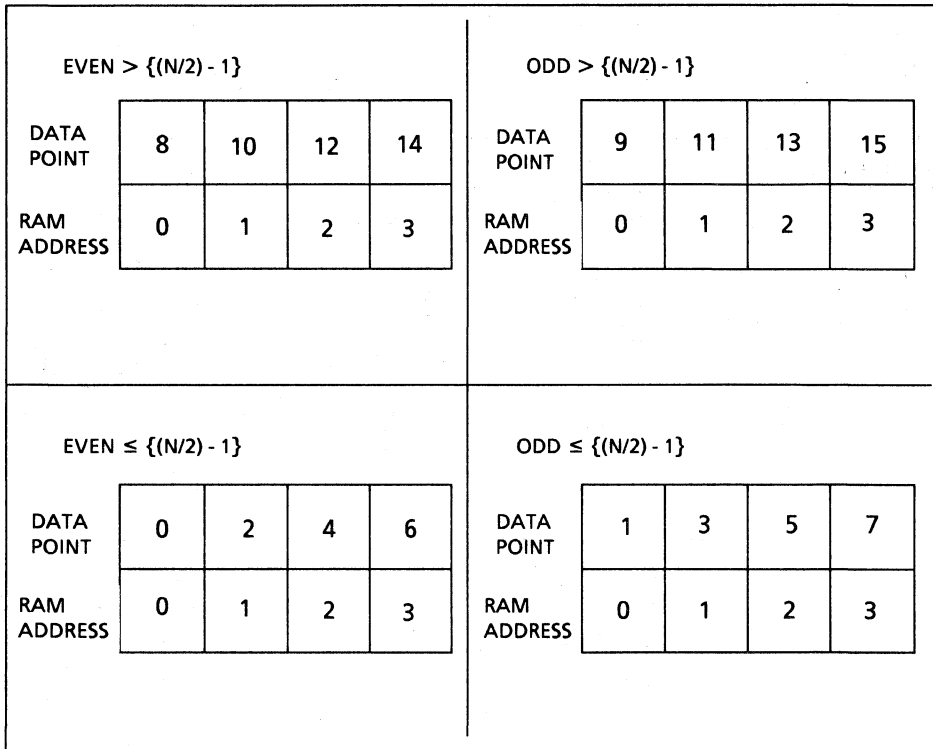 EVEN > {(N/2) - 1}
DATA POINT 8 10 12 14
RAM ADDRESS 0 1 2 3
ODD > {(N/2) - 1}
DATA POINT 9 11 13 15
RAM ADDRESS 0 1 2 3
EVEN ≤ {(N/2) - 1}
DATA POINT 0 2 4 6
RAM ADDRESS 0 1 2 3
ODD ≤ {(N/2) - 1}
DATA POINT 1 3 5 7
RAM ADDRESS 0 1 2 3